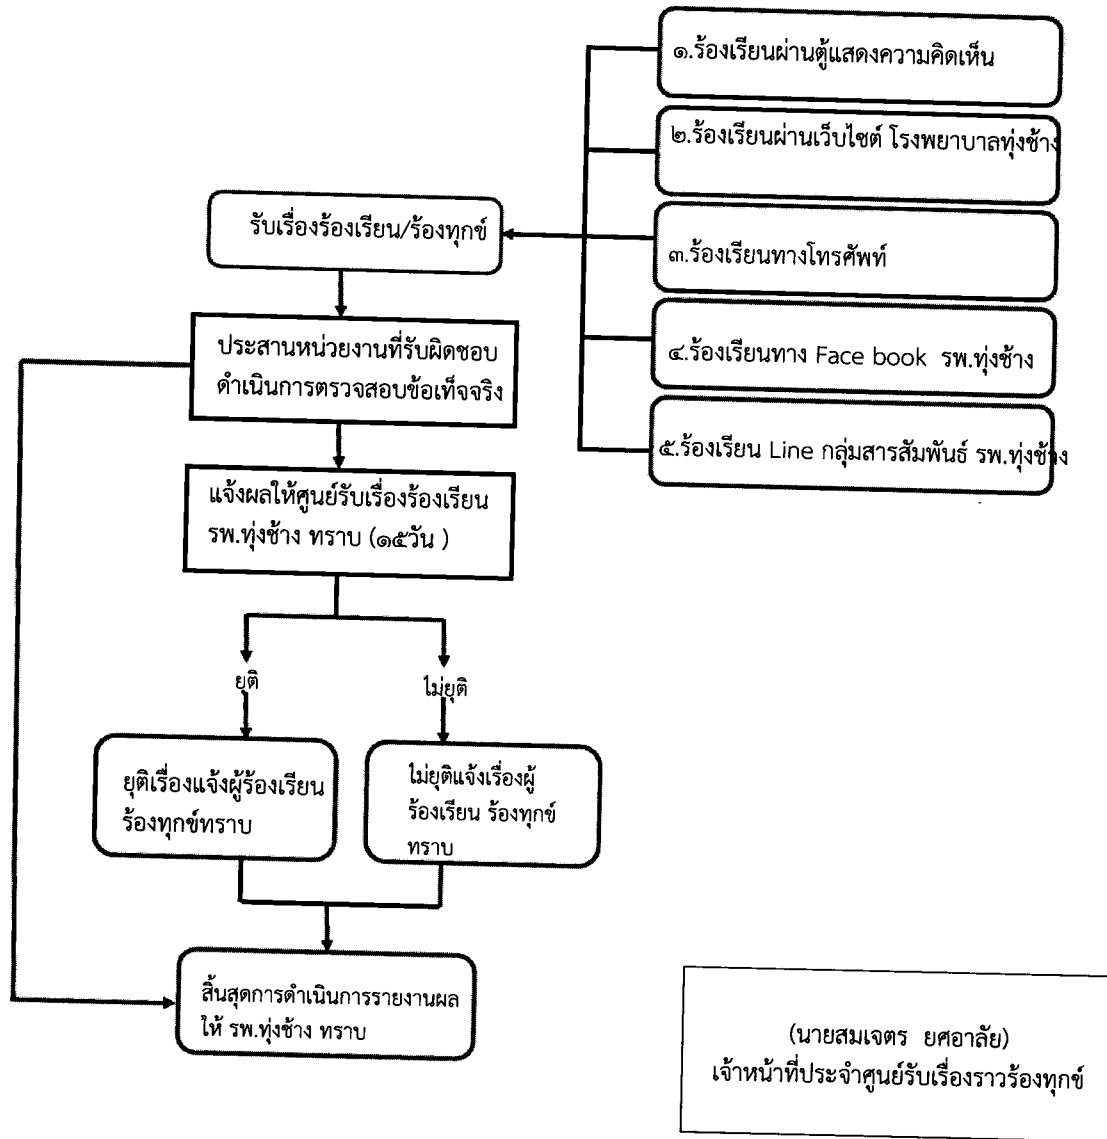 ๑.ร้องเรียนผ่านตู้แสดงความคิดเห็น
๒.ร้องเรียนผ่านเว็บไซต์ โรงพยาบาลทุ่งช้าง
๓.ร้องเรียนทางโทรศัพท์
๔.ร้องเรียนทาง Face book รพ.ทุ่งช้าง
๕.ร้องเรียน Line กลุ่มสารสัมพันธ์ รพ.ทุ่งช้าง
รับเรื่องร้องเรียน/ร้องทุกข์
ประสานหน่วยงานที่รับผิดชอบ
ดำเนินการตรวจสอบข้อเท็จจริง
แจ้งผลให้ศูนย์รับเรื่องร้องเรียน
รพ.ทุ่งช้าง ทราบ (๑๕วัน )
ยุติ
ไม่ยุติ
ยุติเรื่องแจ้งผู้ร้องเรียน
ร้องทุกข์ทราบ
ไม่ยุติแจ้งเรื่องผู้
ร้องเรียน ร้องทุกข์
ทราบ
สิ้นสุดการดำเนินการรายงานผล
ให้ รพ.ทุ่งช้าง ทราบ
(นายสมเจตร ยศอาลัย)
เจ้าหน้าที่ประจำศูนย์รับเรื่องราวร้องทุกข์